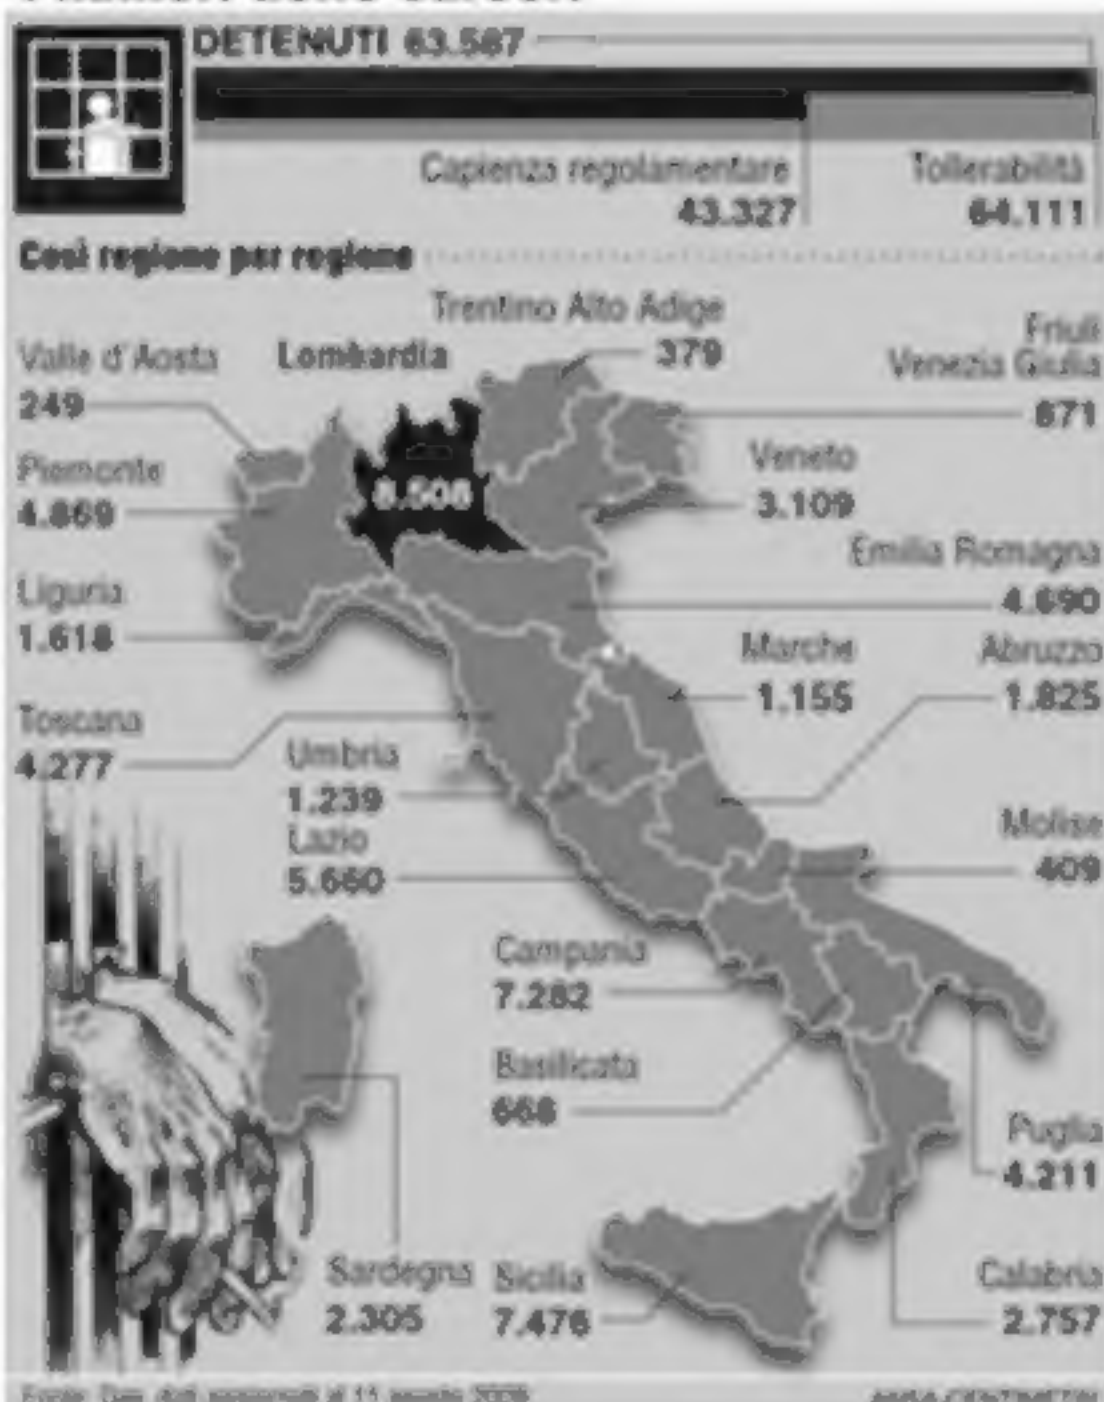 DETENUTI 63.587
Capienza regolamentare
43.327
Tollerabilità
64.111
Così regione per regione
Trentino Alto Adige
379
Friuli
Venezia Giulia
871
Valle d'Aosta
249
Lombardia
8.508
Piemonte
4.869
Veneto
3.109
Emilia Romagna
4.690
Liguria
1.618
Marche
1.155
Abruzzo
1.825
Toscana
4.277
Umbria
1.239
Lazio
5.660
Molise
409
Campania
7.282
Basilicata
668
Puglia
4.211
Sardegna
2.305
Sicilia
7.476
Calabria
2.757